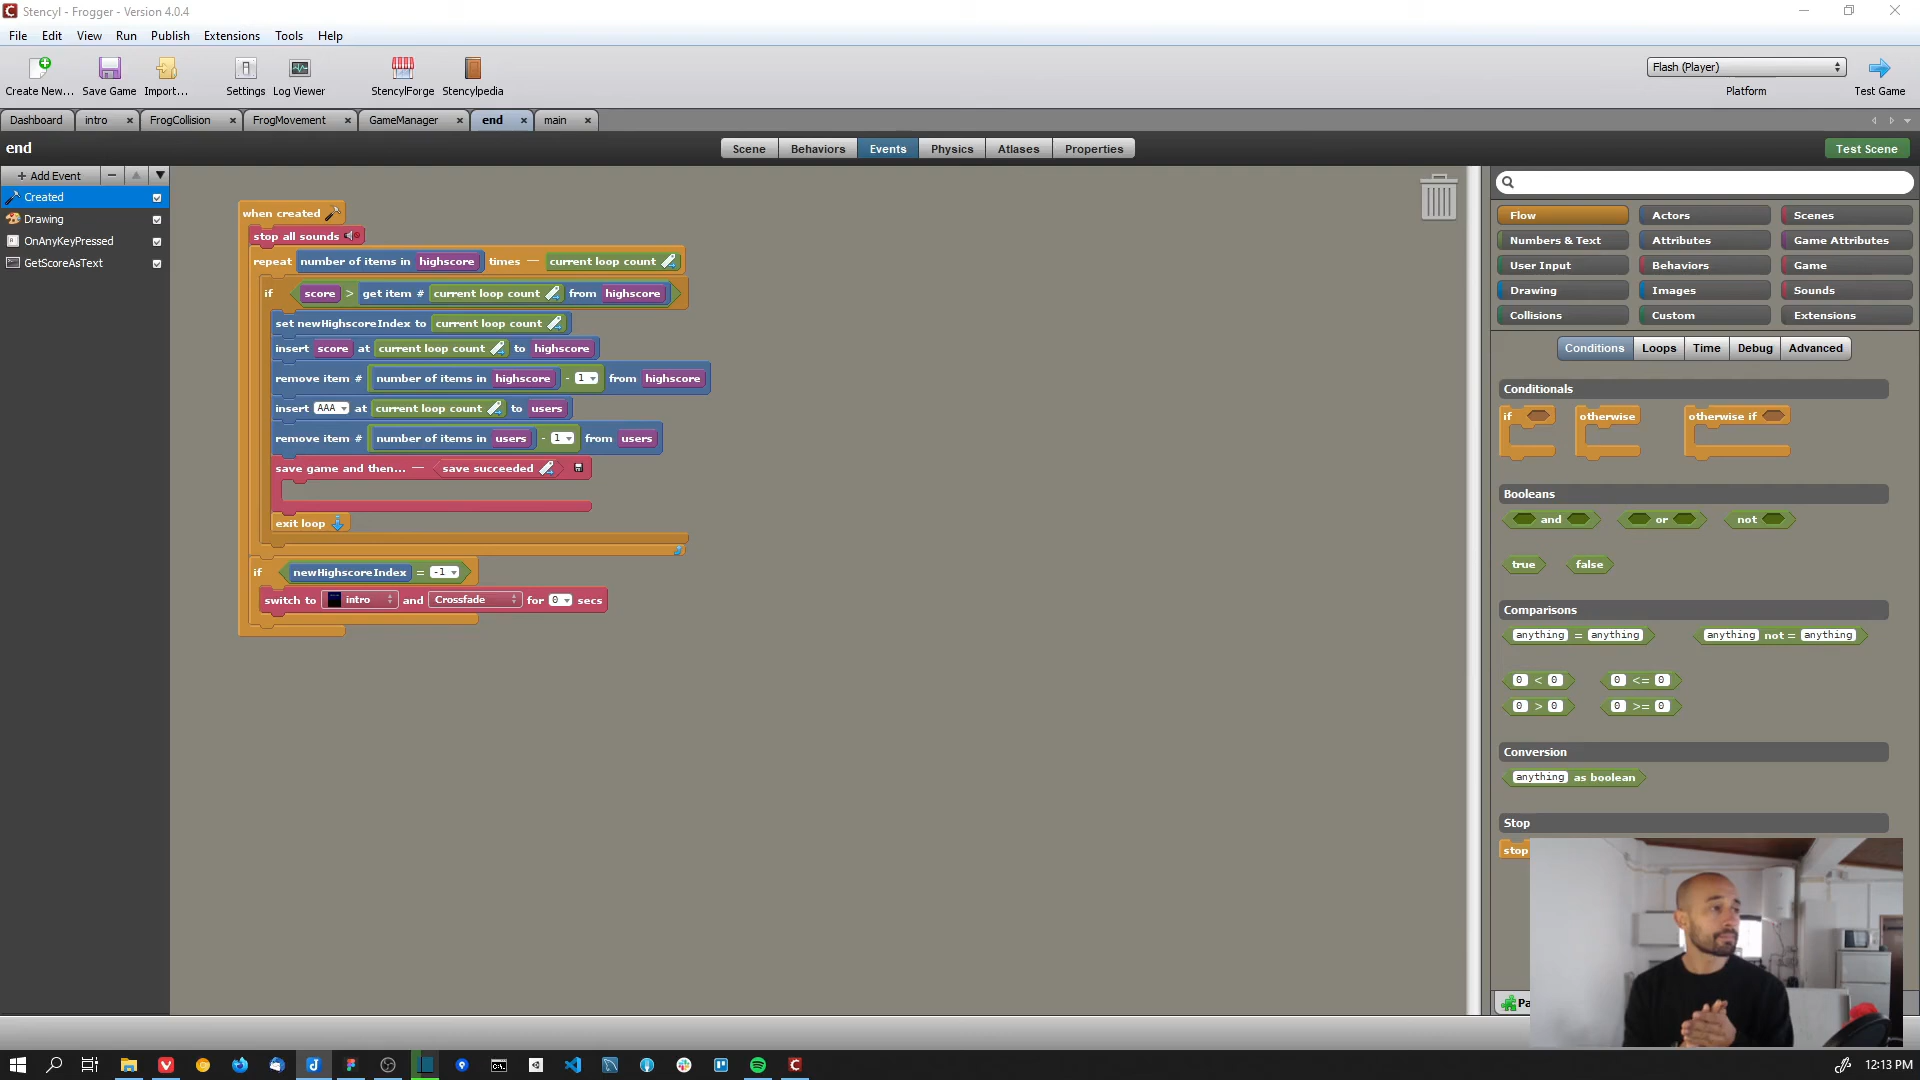 Stencyl - Frogger - Version 4.0.4
File Edit View Run Publish Extensions Tools Help
Create New... Save Game Import... Settings Log Viewer StencylForge Stencylpedia
Flash (Player)
Platform
Test Game
Dashboard intro FrogCollision FrogMovement GameManager end main
end
Scene Behaviors Events Physics Atlases Properties
Test Scene
+ Add Event
Created
Drawing
OnAnyKeyPressed
GetScoreAsText
when created
stop all sounds
repeat number of items in highscore times — current loop count
if score > get item # current loop count from highscore
set newHighscoreIndex to current loop count
insert score at current loop count to highscore
remove item # number of items in highscore - 1 from highscore
insert AAA at current loop count to users
remove item # number of items in users - 1 from users
save game and then... — save succeeded
exit loop
if newHighscoreIndex = -1
switch to intro and Crossfade for 0 secs
Flow Actors Scenes
Numbers & Text Attributes Game Attributes
User Input Behaviors Game
Drawing Images Sounds
Collisions Custom Extensions
Conditions Loops Time Debug Advanced
Conditionals
if otherwise otherwise if
Booleans
and or not
true false
Comparisons
anything = anything anything not = anything
0 < 0 0 <= 0
0 > 0 0 >= 0
Conversion
anything as boolean
Stop
stop
12:13 PM